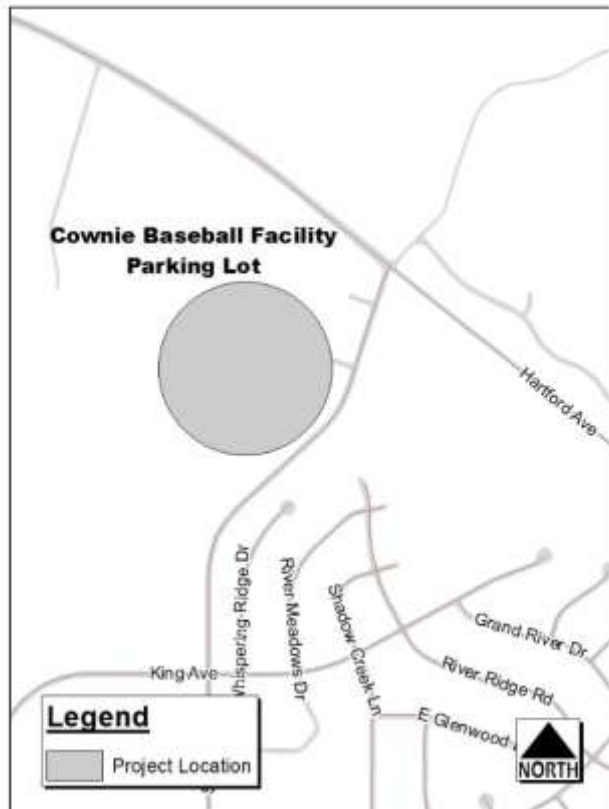 Cownie Baseball Facility
Parking Lot
Hartford Ave
Whispering Ridge Dr
River Meadows Dr
Shadow Creek Ln
Grand River Dr
King Ave
River Ridge Rd
E Glenwood
Legend
Project Location
NORTH